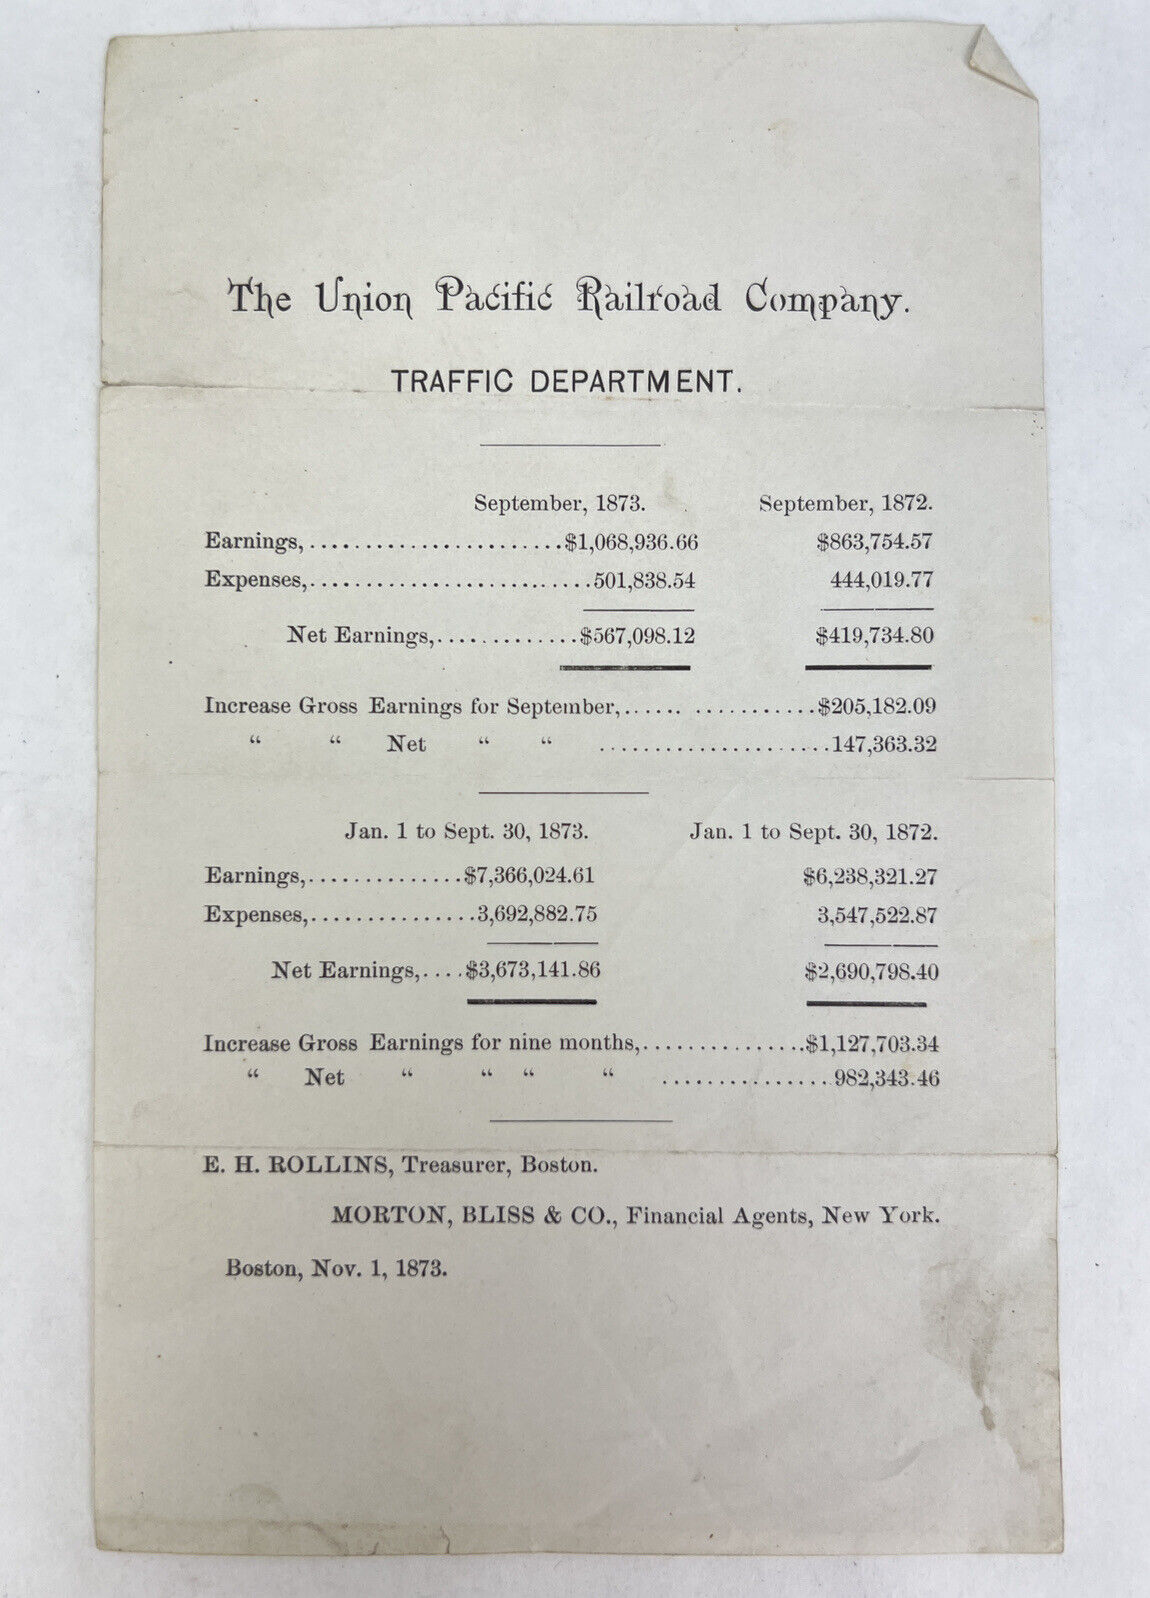 The Union Pacific Railroad Company.
TRAFFIC DEPARTMENT.
September, 1873. September, 1872.
Earnings,.......................$1,068,936.66 $863,754.57
Expenses,..........................501,838.54 444,019.77
Net Earnings,.............$567,098.12 $419,734.80
Increase Gross Earnings for September,...... ...........$205,182.09
“ “ Net “ “ .....................147,363.32
Jan. 1 to Sept. 30, 1873. Jan. 1 to Sept. 30, 1872.
Earnings,..............$7,366,024.61 $6,238,321.27
Expenses,...............3,692,882.75 3,547,522.87
Net Earnings,....$3,673,141.86 $2,690,798.40
Increase Gross Earnings for nine months,...............$1,127,703.34
“ Net “ “ “ “ ...............982,343.46
E. H. ROLLINS, Treasurer, Boston.
MORTON, BLISS & CO., Financial Agents, New York.
Boston, Nov. 1, 1873.